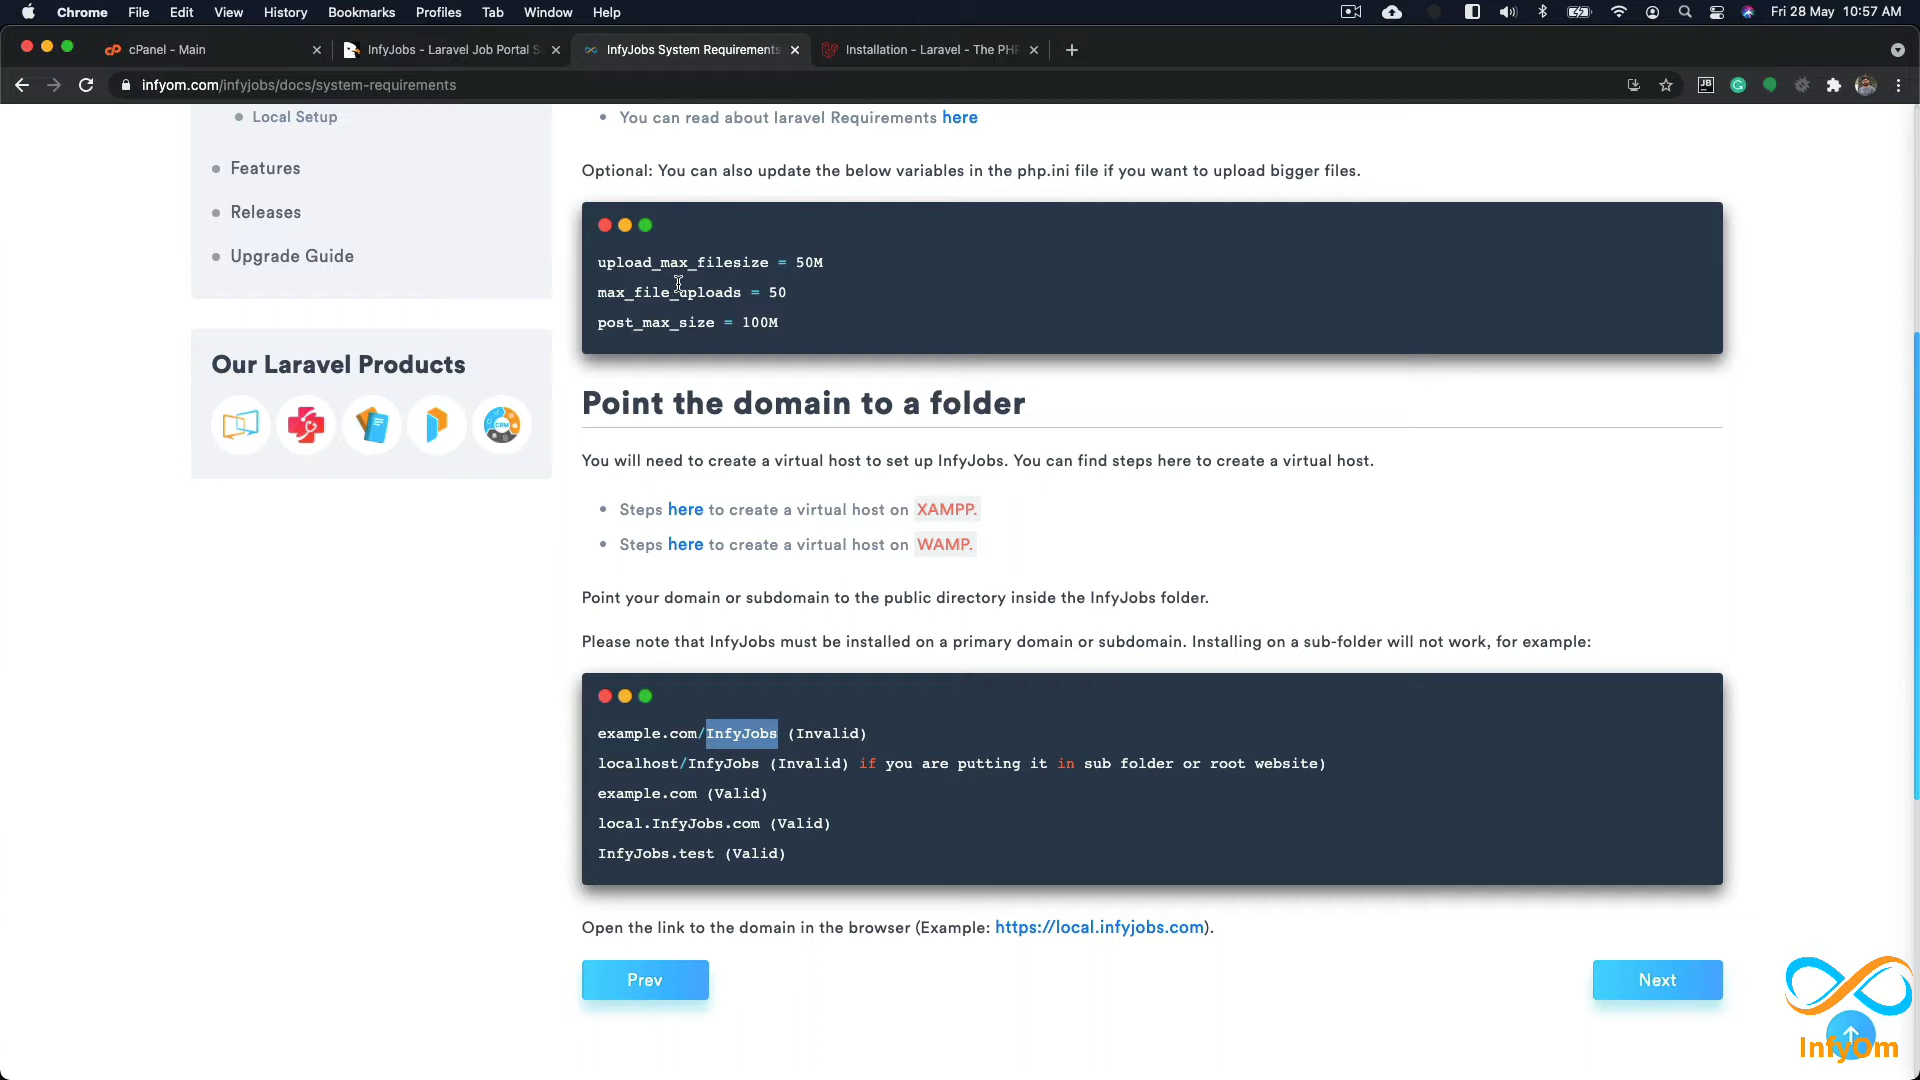 Chrome File Edit View History Bookmarks Profiles Tab Window Help Fri 28 May 10:57 AM
cPanel - Main InfyJobs - Laravel Job Portal S InfyJobs System Requirements Installation - Laravel - The PHP
infyom.com/infyjobs/docs/system-requirements
Local Setup
Features
Releases
Upgrade Guide
Our Laravel Products
CRM
You can read about laravel Requirements here
Optional: You can also update the below variables in the php.ini file if you want to upload bigger files.
upload_max_filesize = 50M
max_file_uploads = 50
post_max_size = 100M
Point the domain to a folder
You will need to create a virtual host to set up InfyJobs. You can find steps here to create a virtual host.
Steps here to create a virtual host on XAMPP.
Steps here to create a virtual host on WAMP.
Point your domain or subdomain to the public directory inside the InfyJobs folder.
Please note that InfyJobs must be installed on a primary domain or subdomain. Installing on a sub-folder will not work, for example:
example.com/InfyJobs (Invalid)
localhost/InfyJobs (Invalid) if you are putting it in sub folder or root website)
example.com (Valid)
local.InfyJobs.com (Valid)
InfyJobs.test (Valid)
Open the link to the domain in the browser (Example: https://local.infyjobs.com).
Prev Next
InfyOm